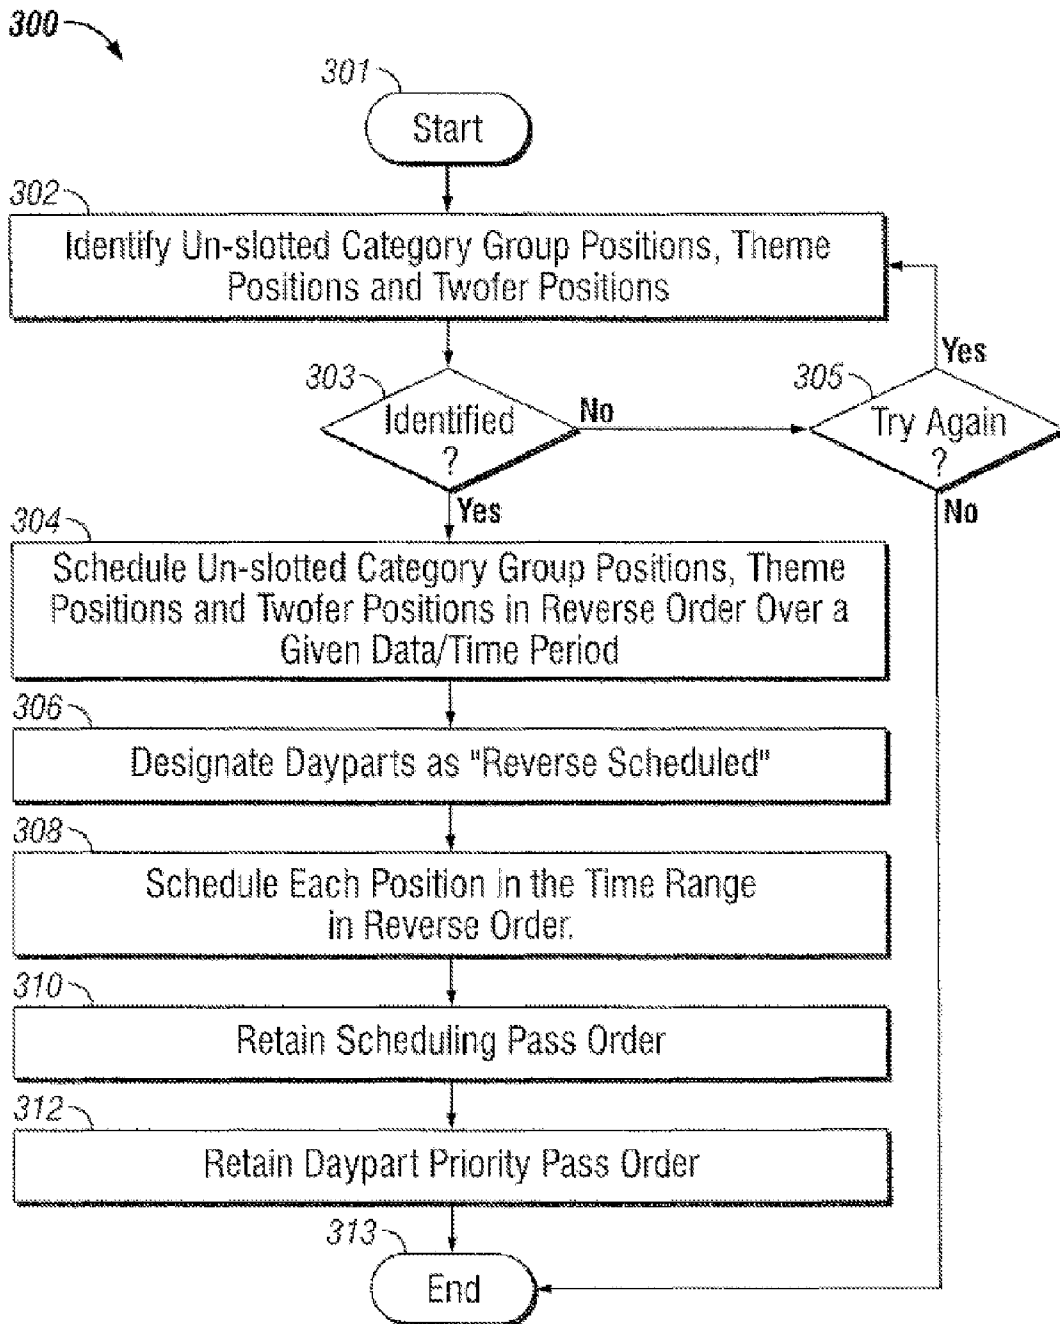 300
301
Start
302
Identify Un-slotted Category Group Positions, Theme
Positions and Twofer Positions
303
Identified
?
No
305
Try Again
?
Yes
No
Yes
304
Schedule Un-slotted Category Group Positions, Theme
Positions and Twofer Positions in Reverse Order Over a
Given Data/Time Period
306
Designate Dayparts as "Reverse Scheduled"
308
Schedule Each Position in the Time Range
in Reverse Order.
310
Retain Scheduling Pass Order
312
Retain Daypart Priority Pass Order
313
End